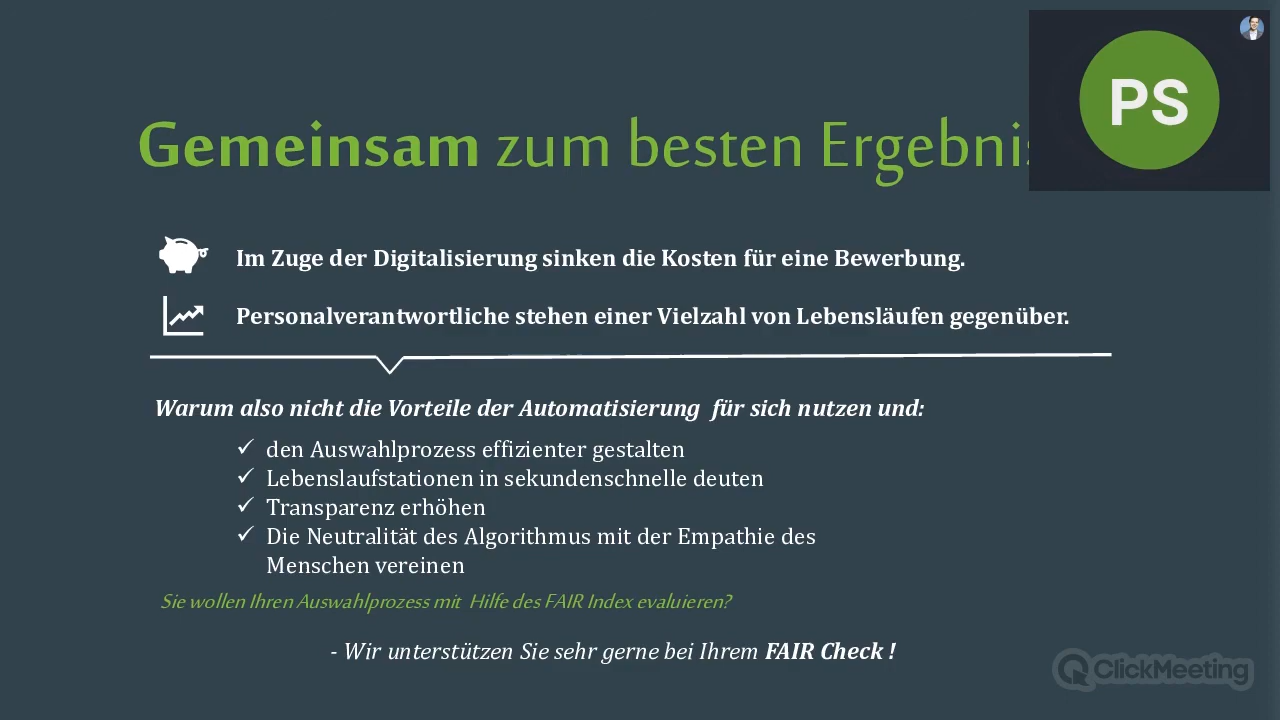 PS
Gemeinsam zum besten Ergebnis
Im Zuge der Digitalisierung sinken die Kosten für eine Bewerbung.
Personalverantwortliche stehen einer Vielzahl von Lebensläufen gegenüber.
Warum also nicht die Vorteile der Automatisierung für sich nutzen und:
✓ den Auswahlprozess effizienter gestalten
✓ Lebenslaufstationen in sekundenschnelle deuten
✓ Transparenz erhöhen
✓ Die Neutralität des Algorithmus mit der Empathie des
Menschen vereinen
Sie wollen Ihren Auswahlprozess mit Hilfe des FAIR Index evaluieren?
- Wir unterstützen Sie sehr gerne bei Ihrem FAIR Check !
ClickMeeting